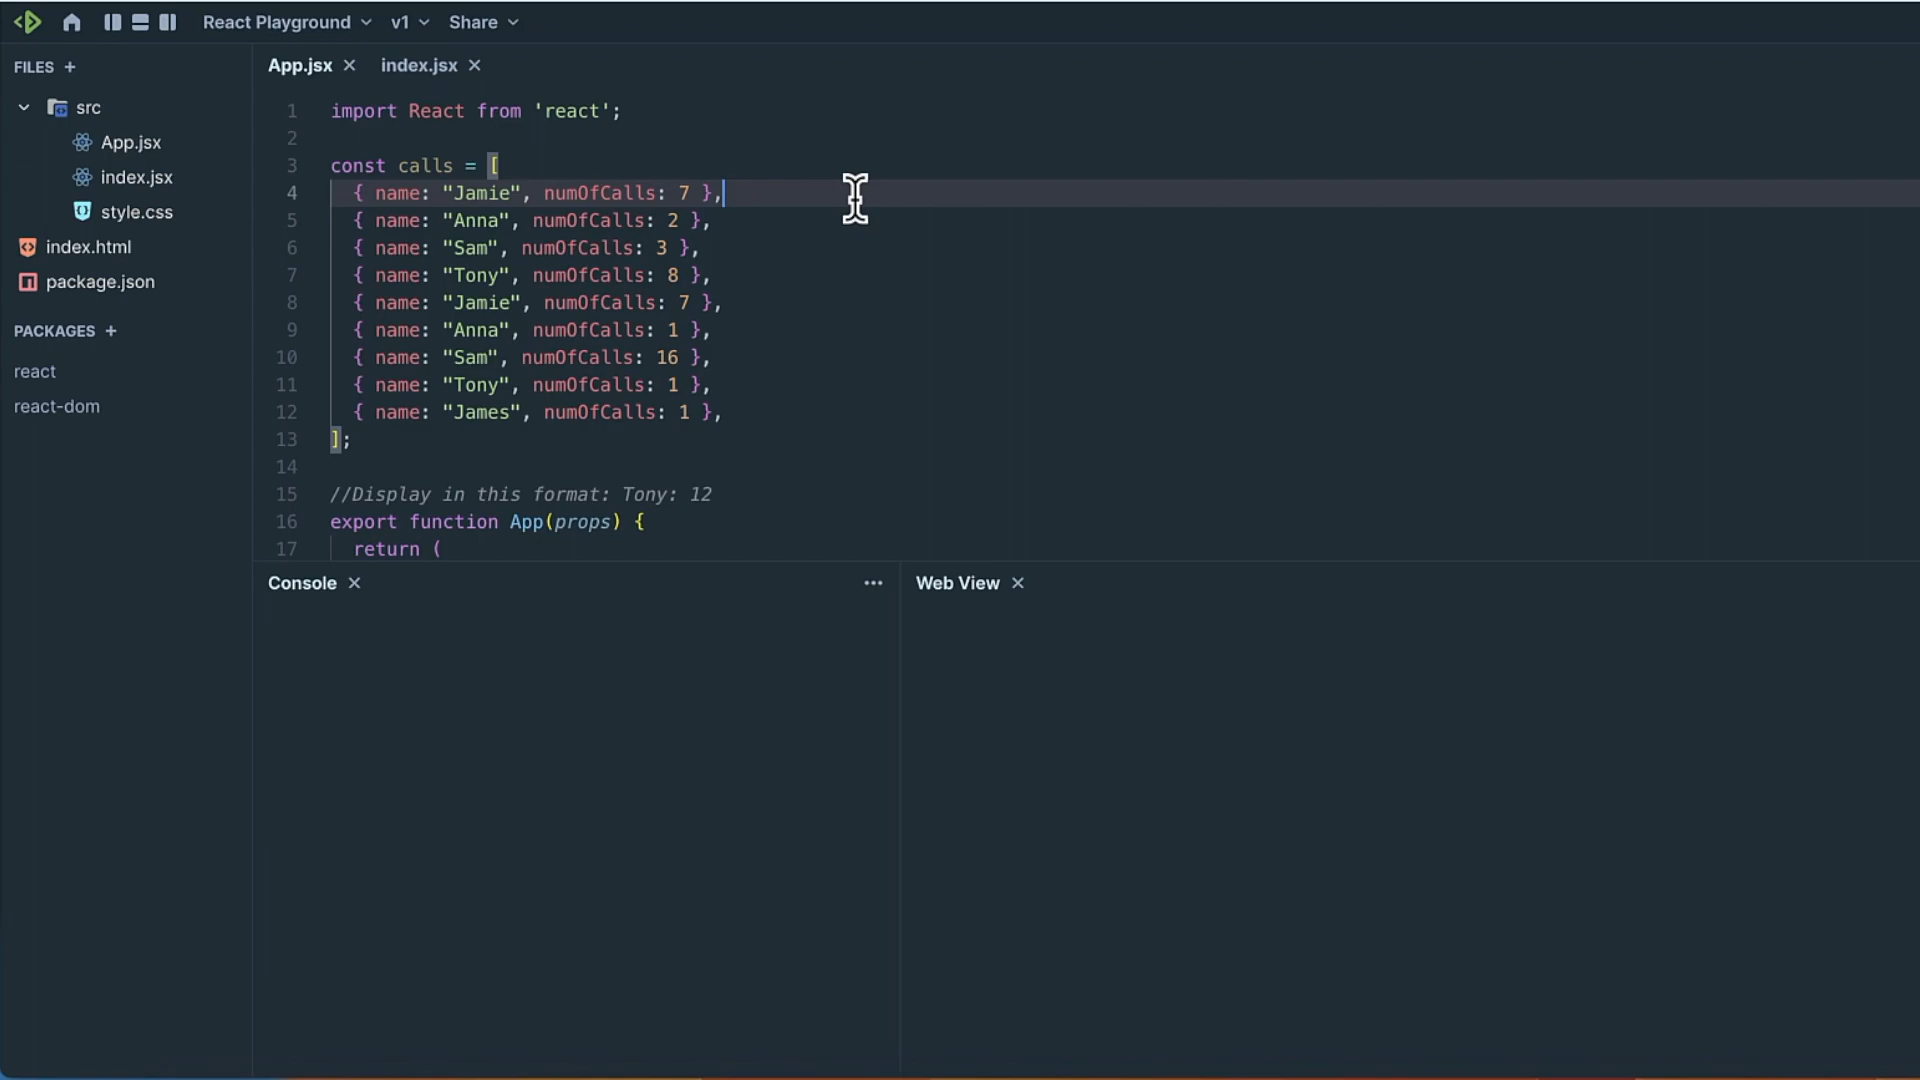 React Playground v1 Share
FILES +
src
App.jsx
index.jsx
style.css
index.html
package.json
PACKAGES +
react
react-dom
App.jsx index.jsx
1 import React from 'react';
2
3 const calls = [
4 { name: "Jamie", numOfCalls: 7 },
5 { name: "Anna", numOfCalls: 2 },
6 { name: "Sam", numOfCalls: 3 },
7 { name: "Tony", numOfCalls: 8 },
8 { name: "Jamie", numOfCalls: 7 },
9 { name: "Anna", numOfCalls: 1 },
10 { name: "Sam", numOfCalls: 16 },
11 { name: "Tony", numOfCalls: 1 },
12 { name: "James", numOfCalls: 1 },
13 ];
14
15 //Display in this format: Tony: 12
16 export function App(props) {
17 return (
Console
Web View